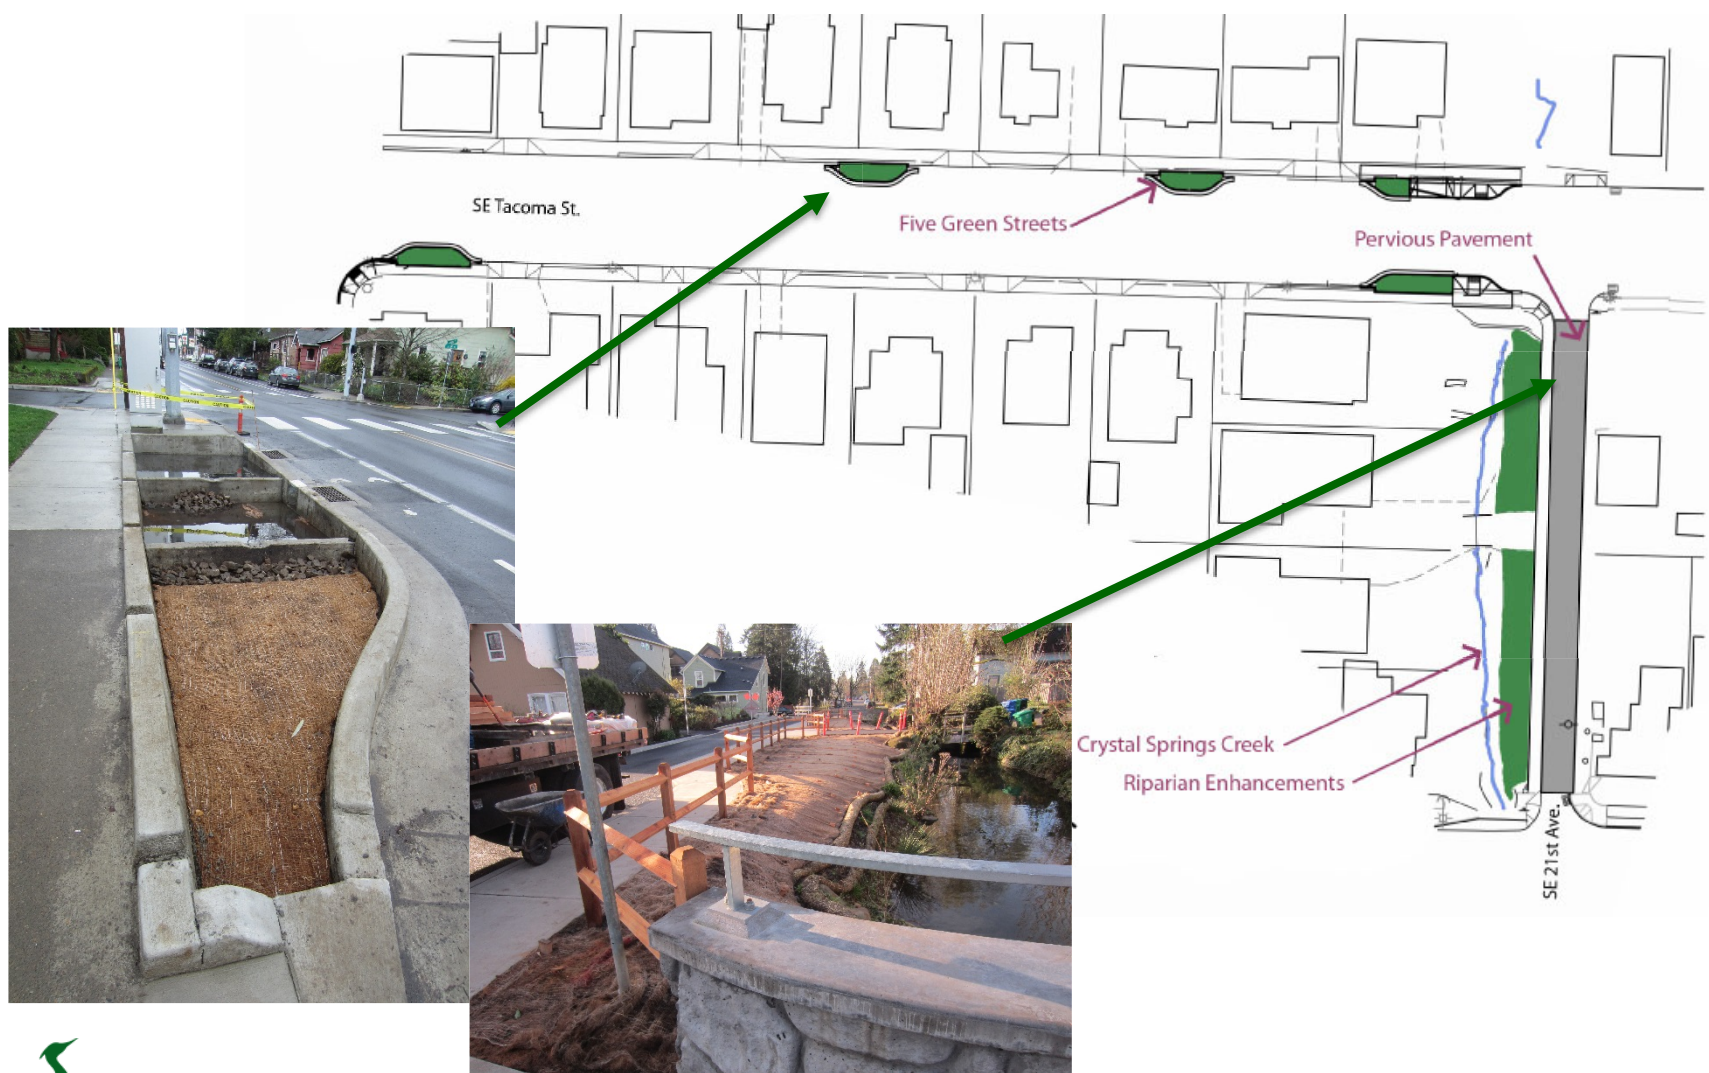 SE Tacoma St.
Five Green Streets
Pervious Pavement
Crystal Springs Creek
Riparian Enhancements
SE 21st Ave.